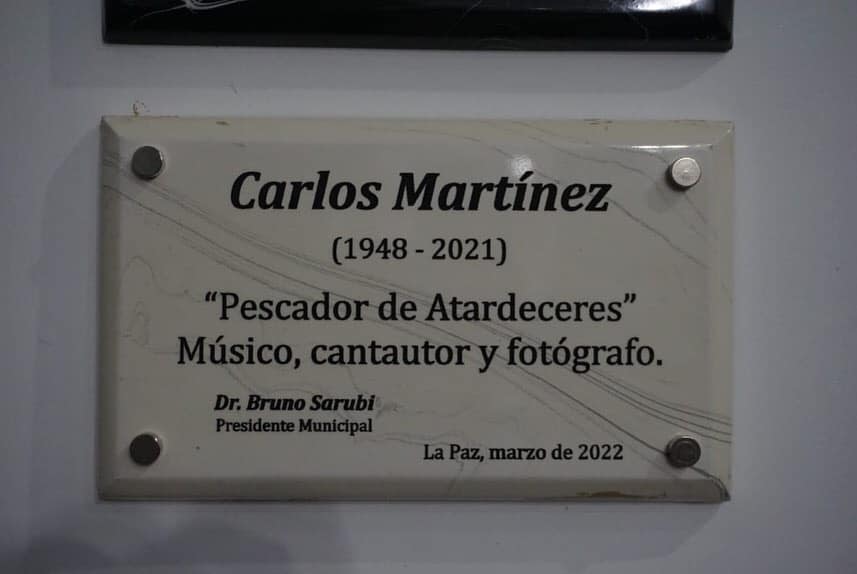 Carlos Martínez
(1948 - 2021)
“Pescador de Atardeceres”
Músico, cantautor y fotógrafo.
Dr. Bruno Sarubi
Presidente Municipal
La Paz, marzo de 2022